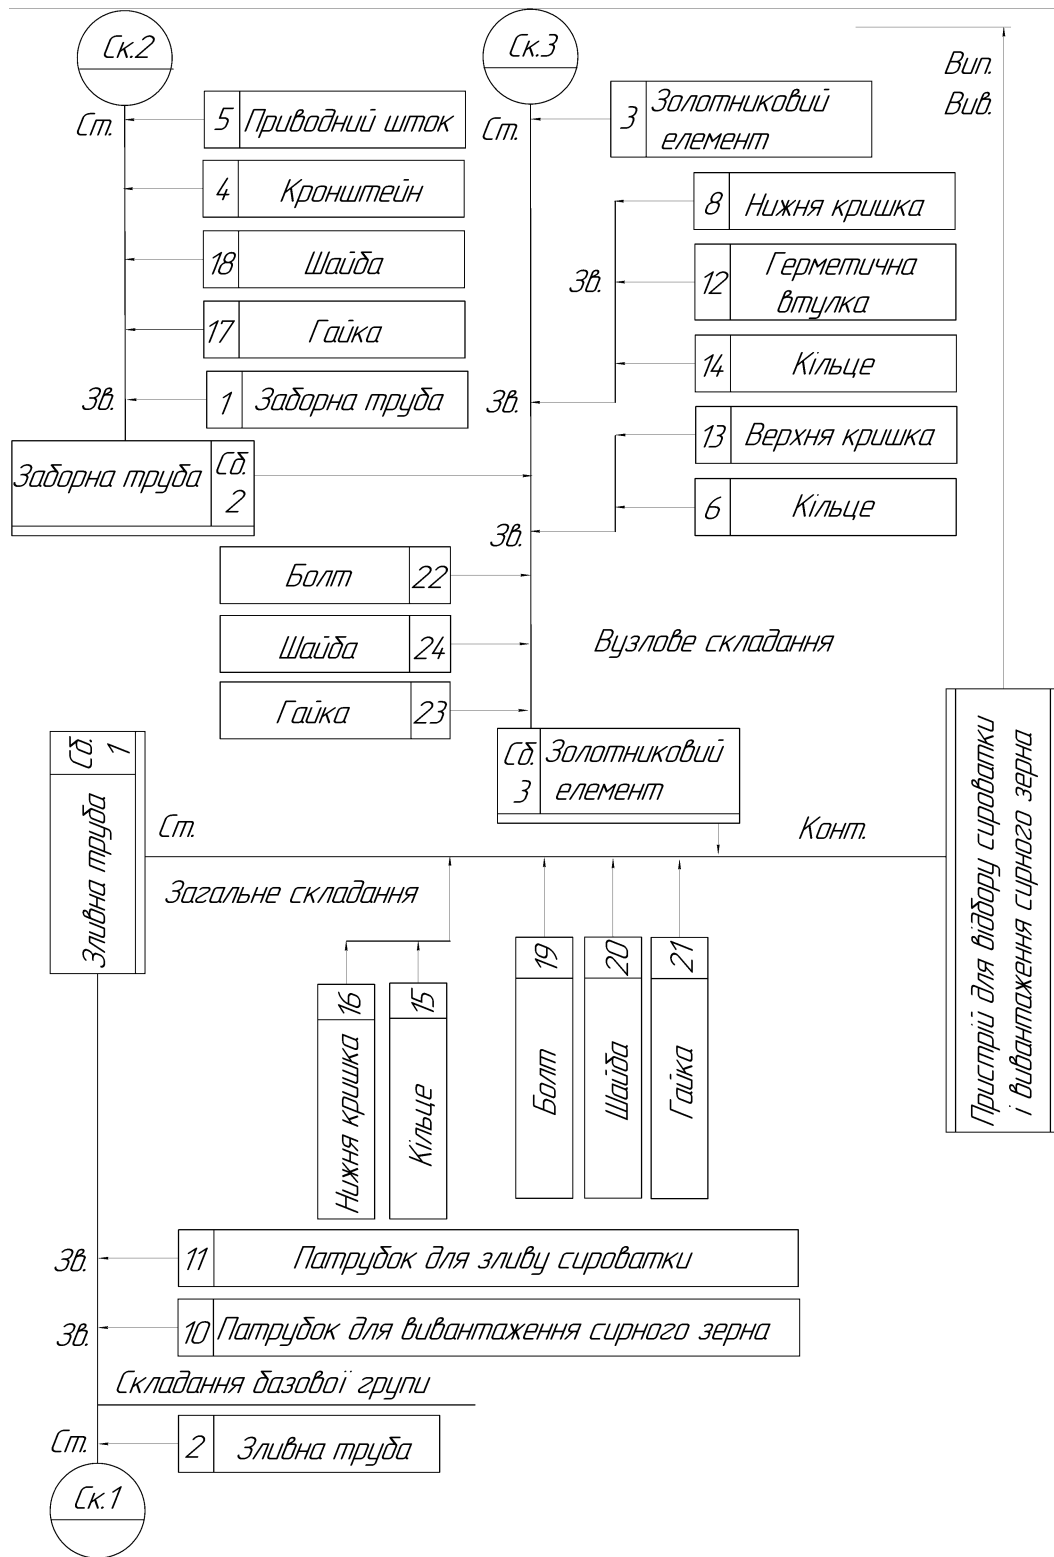 Ск.2
Ск.3
Вип.
Вив.
Ст.
5 Приводний шток
4 Кронштейн
18 Шайба
17 Гайка
Зв.
1 Заборна труба
Заборна труба Сб.
2
Ст.
3 Золотниковий
елемент
8 Нижня кришка
Зв.
12 Герметична
втулка
14 Кільце
Зв.
13 Верхня кришка
6 Кільце
Зв.
Болт 22
Шайба 24
Гайка 23
Вузлове складання
Сб. Золотниковий
3 елемент
Сб.
1
Зливна труба
Ст.
Конт.
Загальне складання
Нижня кришка 16
Кільце 15
Болт 19
Шайба 20
Гайка 21
Пристрій для відбору сироватки
і вивантаження сирного зерна
Зв.
11 Патрубок для зливу сироватки
Зв.
10 Патрубок для вивантаження сирного зерна
Складання базової групи
Ст.
2 Зливна труба
Ск.1